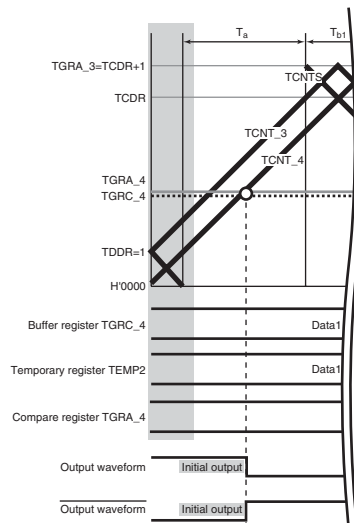 Ta
Tb1
TGRA_3=TCDR+1
TCNTS
TCDR
TCNT_3
TCNT_4
TGRA_4
TGRC_4
TDDR=1
H'0000
Buffer register TGRC_4
Data1
Temporary register TEMP2
Data1
Compare register TGRA_4
Output waveform
Initial output
Output waveform
Initial output